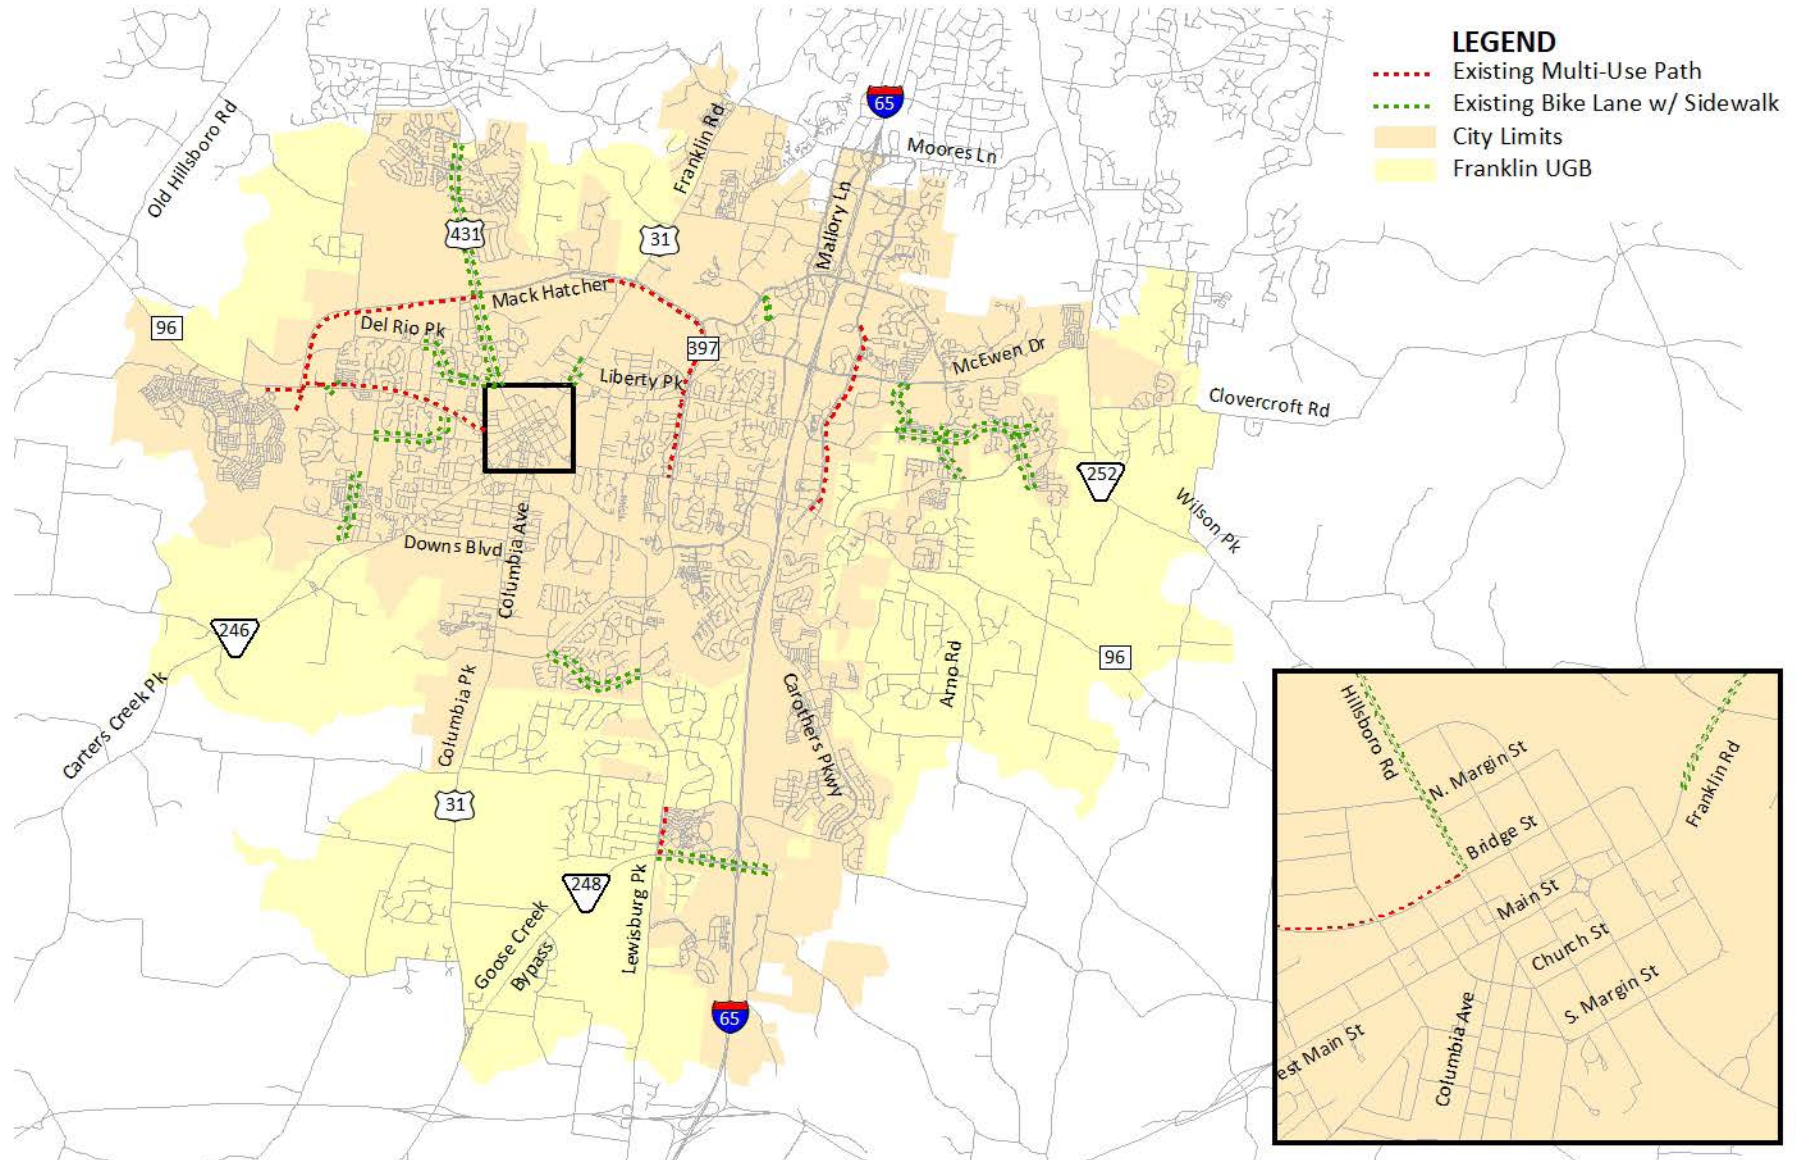 LEGEND
Existing Multi-Use Path
Existing Bike Lane w/ Sidewalk
City Limits
Franklin UGB
65
Moores Ln
Franklin Rd
Old Hillsboro Rd
Mallory Ln
431
31
Mack Hatcher
96
Del Rio Pk
397
McEwen Dr
Liberty Pk
Clovercroft Rd
252
Wilson Pk
Columbia Ave
Downs Blvd
246
96
Arno Rd
Carters Creek Pk
Columbia Pk
Carothers Pkwy
31
248
Lewisburg Pk
Goose Creek
Bypass
65
Hillsboro Rd
N. Margin St
Franklin Rd
Bridge St
Main St
Church St
S. Margin St
Columbia Ave
est Main St